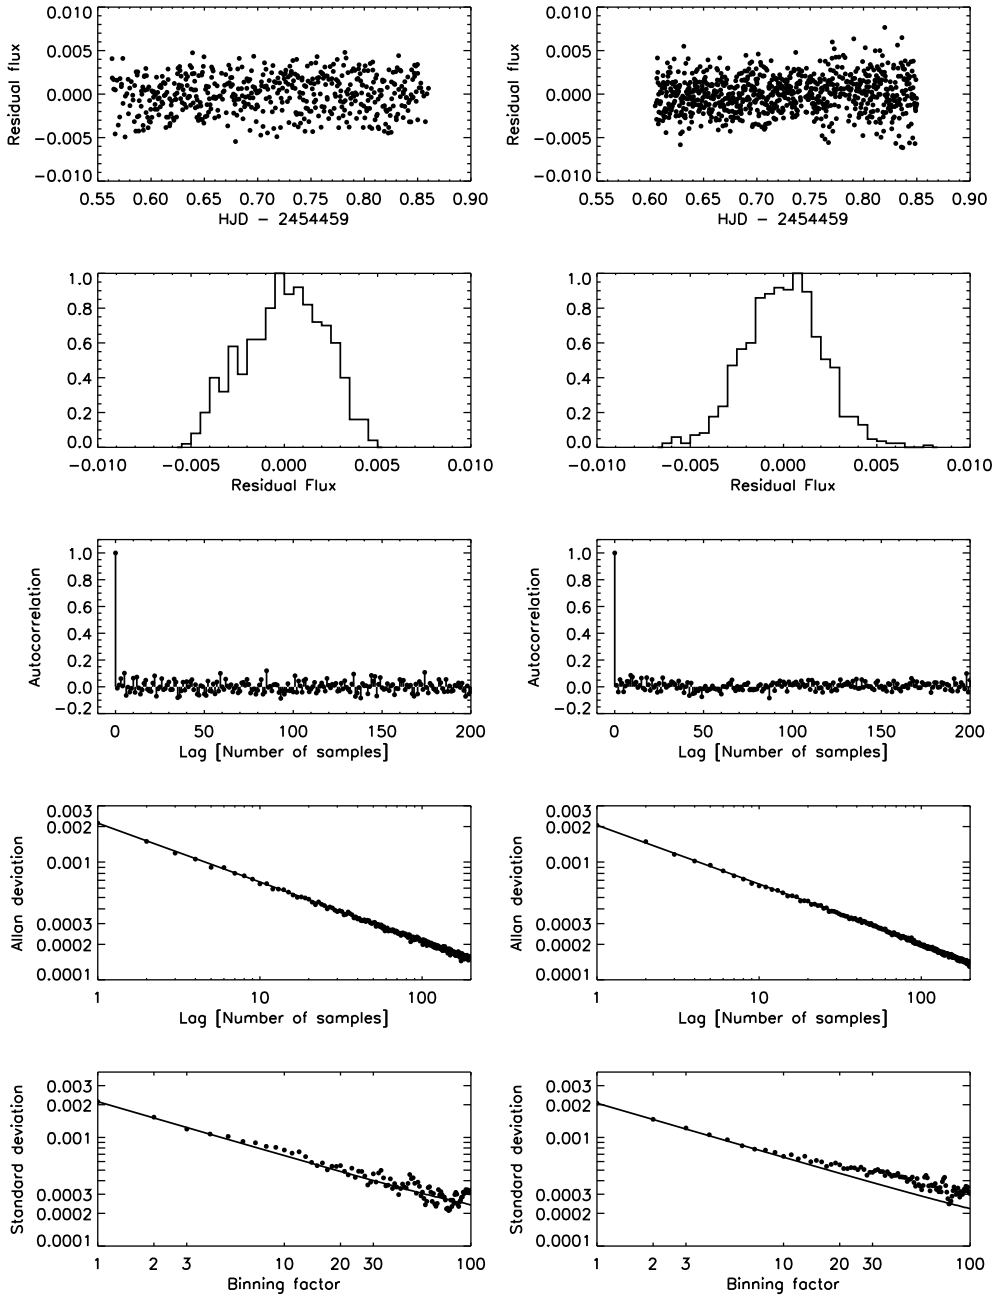 0.010 0.010
0.005 0.005
Residual flux 0.000 Residual flux 0.000
−0.005 −0.005
−0.010 −0.010
0.55 0.60 0.65 0.70 0.75 0.80 0.85 0.90 0.55 0.60 0.65 0.70 0.75 0.80 0.85 0.90
HJD − 2454459 HJD − 2454459
1.0 1.0
0.8 0.8
0.6 0.6
0.4 0.4
0.2 0.2
0.0 0.0
−0.010 −0.005 0.000 0.005 0.010 −0.010 −0.005 0.000 0.005 0.010
Residual Flux Residual Flux
1.0 1.0
0.8 0.8
0.6 0.6
Autocorrelation 0.4 Autocorrelation 0.4
0.2 0.2
0.0 0.0
−0.2 −0.2
0 50 100 150 200 0 50 100 150 200
Lag [Number of samples] Lag [Number of samples]
0.003 0.003
0.002 0.002
0.001 0.001
Allan deviation Allan deviation
0.0003 0.0003
0.0002 0.0002
0.0001 0.0001
1 10 100 1 10 100
Lag [Number of samples] Lag [Number of samples]
0.003 0.003
0.002 0.002
0.001 0.001
Standard deviation Standard deviation
0.0003 0.0003
0.0002 0.0002
0.0001 0.0001
1 2 3 10 20 30 100 1 2 3 10 20 30 100
Binning factor Binning factor